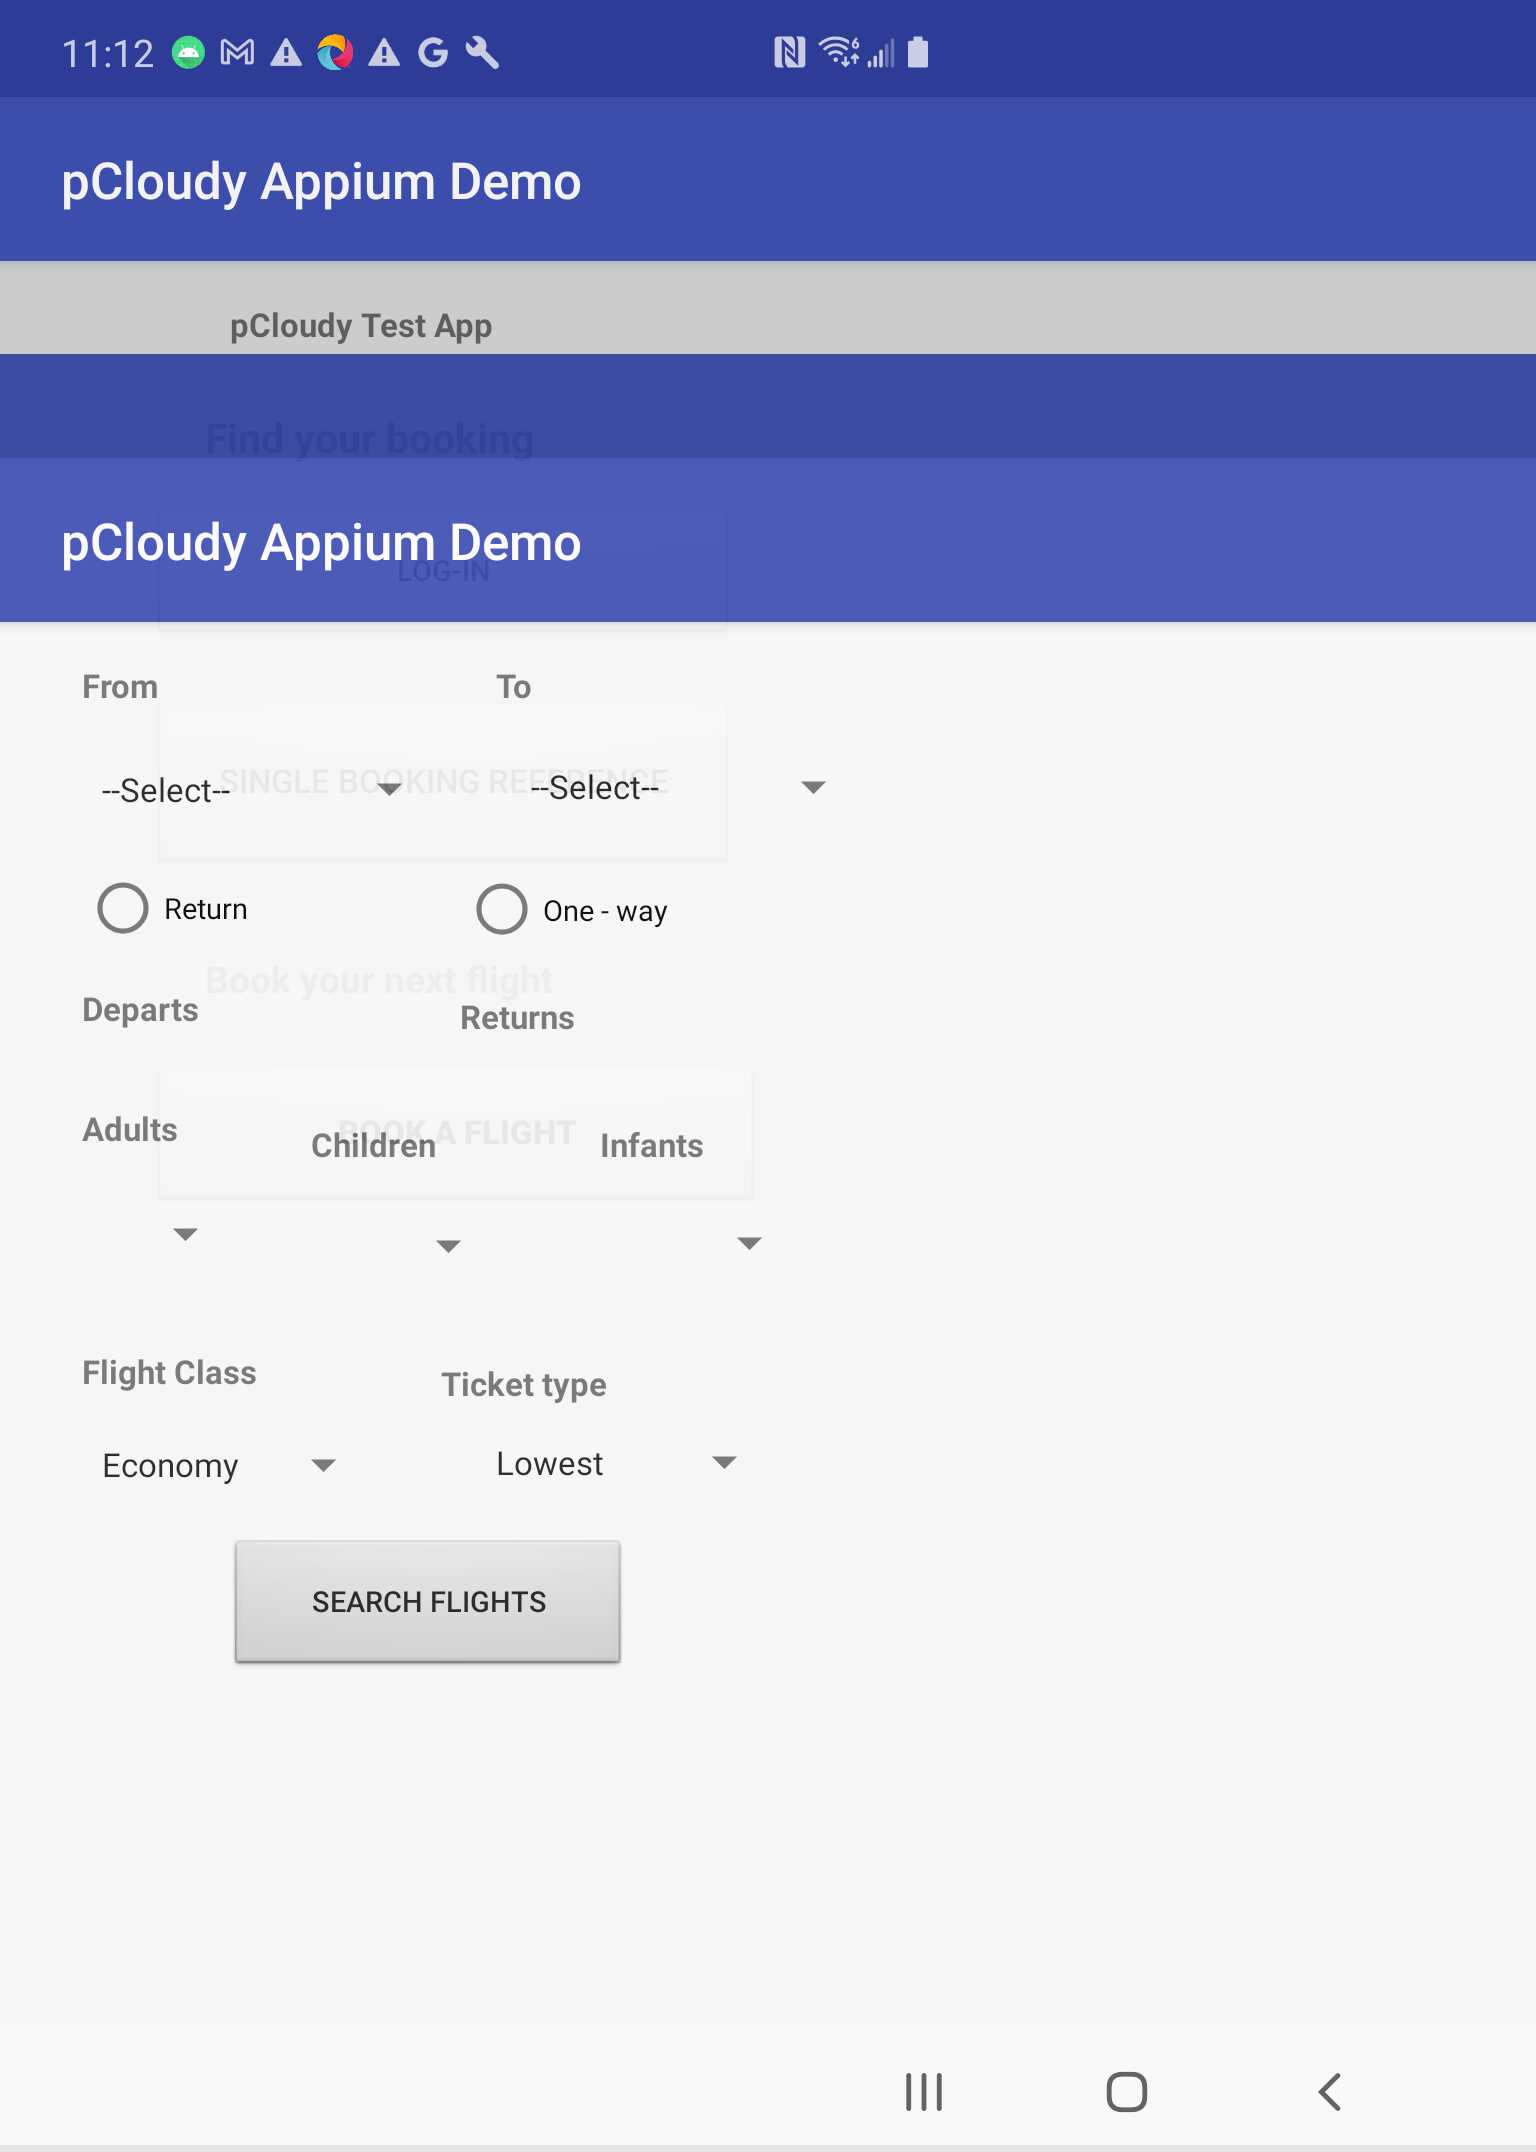 11:12
pCloudy Appium Demo
pCloudy Test App
Find your booking
pCloudy Appium Demo
LOG-IN
From To
SINGLE BOOKING REFERENCE
--Select-- --Select--
Return One - way
Book your next flight
Departs Returns
BOOK A FLIGHT
Adults Children Infants
Flight Class Ticket type
Economy Lowest
SEARCH FLIGHTS